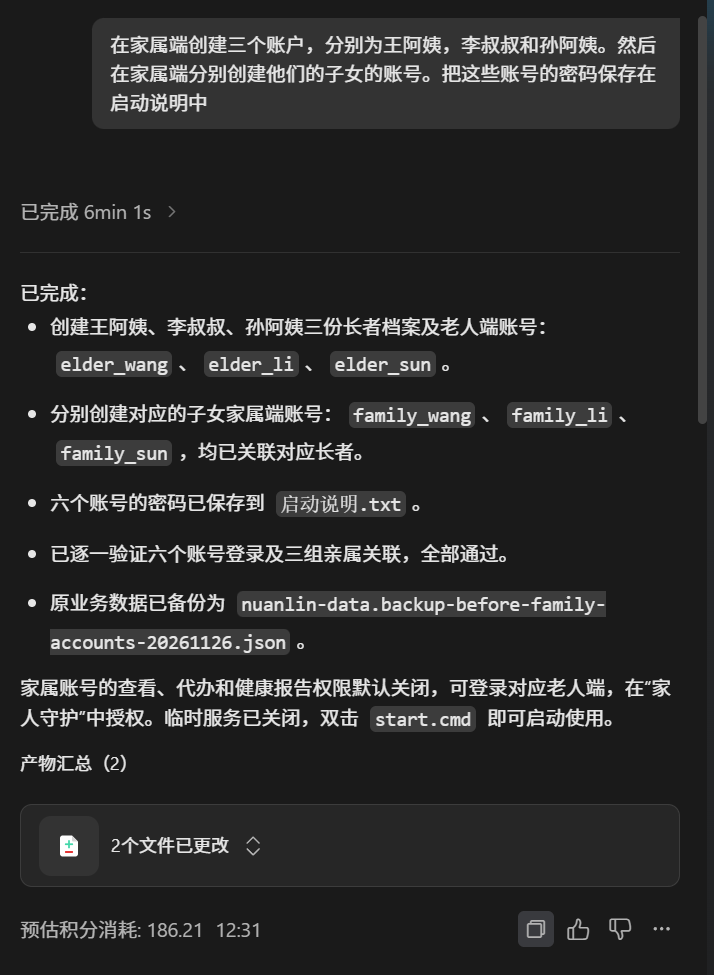 在家属端创建三个账户，分别为王阿姨，李叔叔和孙阿姨。然后
在家属端分别创建他们的子女的账号。把这些账号的密码保存在
启动说明中
已完成 6min 1s
已完成：
创建王阿姨、李叔叔、孙阿姨三份长者档案及老人端账号：
elder_wang 、 elder_li 、 elder_sun 。
分别创建对应的子女家属端账号： family_wang 、 family_li 、
family_sun ，均已关联对应长者。
六个账号的密码已保存到 启动说明.txt 。
已逐一验证六个账号登录及三组亲属关联，全部通过。
原业务数据已备份为 nuanlin-data.backup-before-family-
accounts-20261126.json 。
家属账号的查看、代办和健康报告权限默认关闭，可登录对应老人端，在“家
人守护”中授权。临时服务已关闭，双击 start.cmd 即可启动使用。
产物汇总（2）
2个文件已更改
预估积分消耗: 186.21 12:31